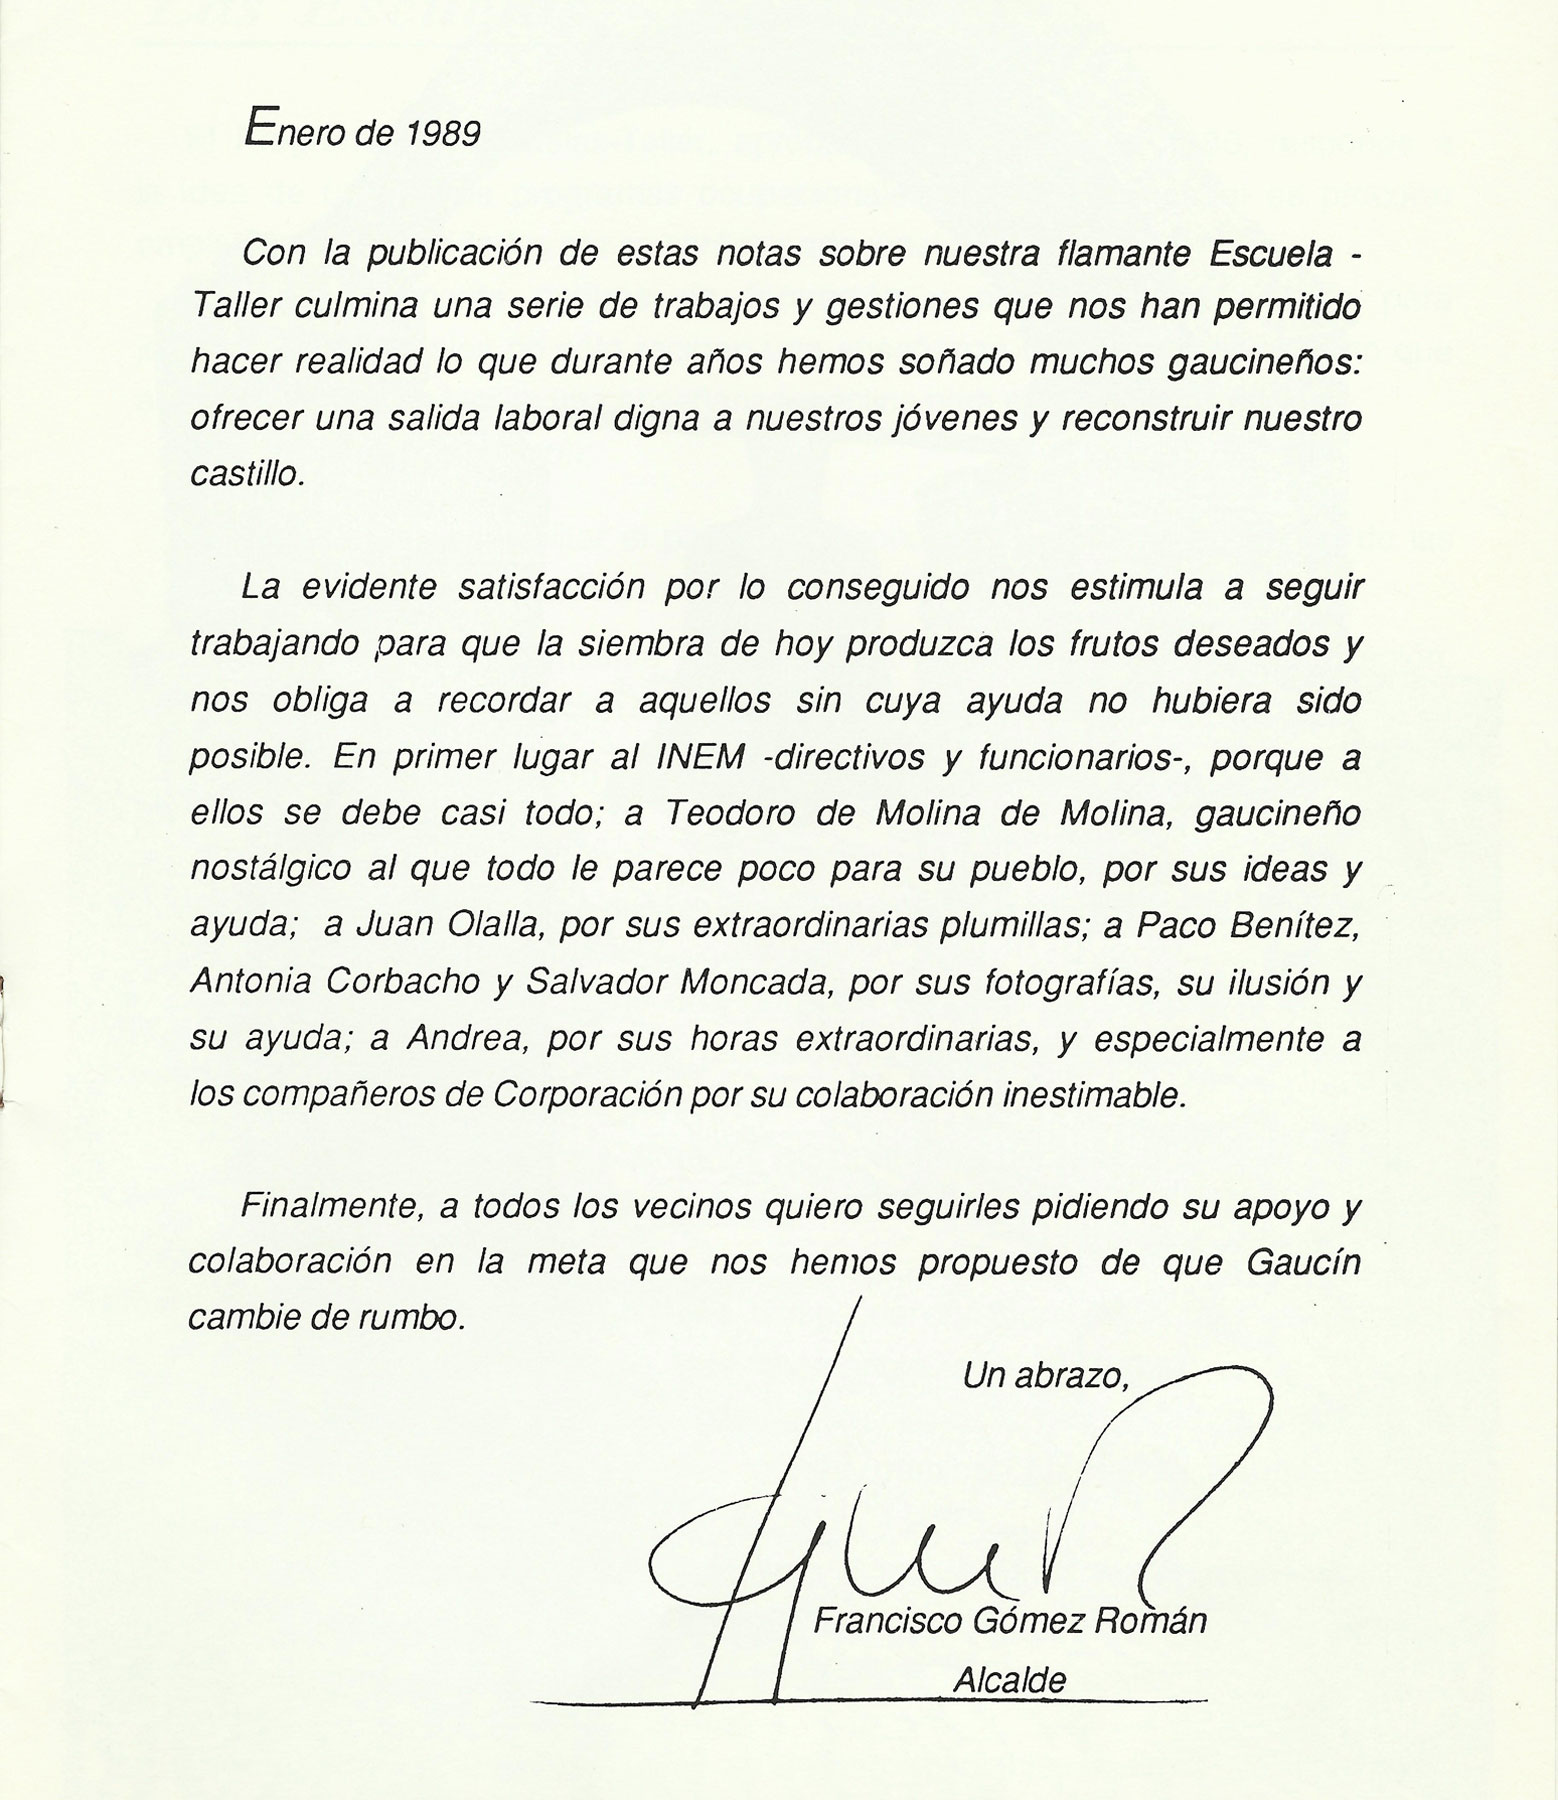 Enero de 1989
Con la publicación de estas notas sobre nuestra flamante Escuela -
Taller culmina una serie de trabajos y gestiones que nos han permitido
hacer realidad lo que durante años hemos soñado muchos gaucineños:
ofrecer una salida laboral digna a nuestros jóvenes y reconstruir nuestro
castillo.
La evidente satisfacción por lo conseguido nos estimula a seguir
trabajando para que la siembra de hoy produzca los frutos deseados y
nos obliga a recordar a aquellos sin cuya ayuda no hubiera sido
posible. En primer lugar al INEM -directivos y funcionarios-, porque a
ellos se debe casi todo; a Teodoro de Molina de Molina, gaucineño
nostálgico al que todo le parece poco para su pueblo, por sus ideas y
ayuda; a Juan Olalla, por sus extraordinarias plumillas; a Paco Benítez,
Antonia Corbacho y Salvador Moncada, por sus fotografías, su ilusión y
su ayuda; a Andrea, por sus horas extraordinarias, y especialmente a
los compañeros de Corporación por su colaboración inestimable.
Finalmente, a todos los vecinos quiero seguirles pidiendo su apoyo y
colaboración en la meta que nos hemos propuesto de que Gaucín
cambie de rumbo.
Un abrazo,
Francisco Gómez Román
Alcalde